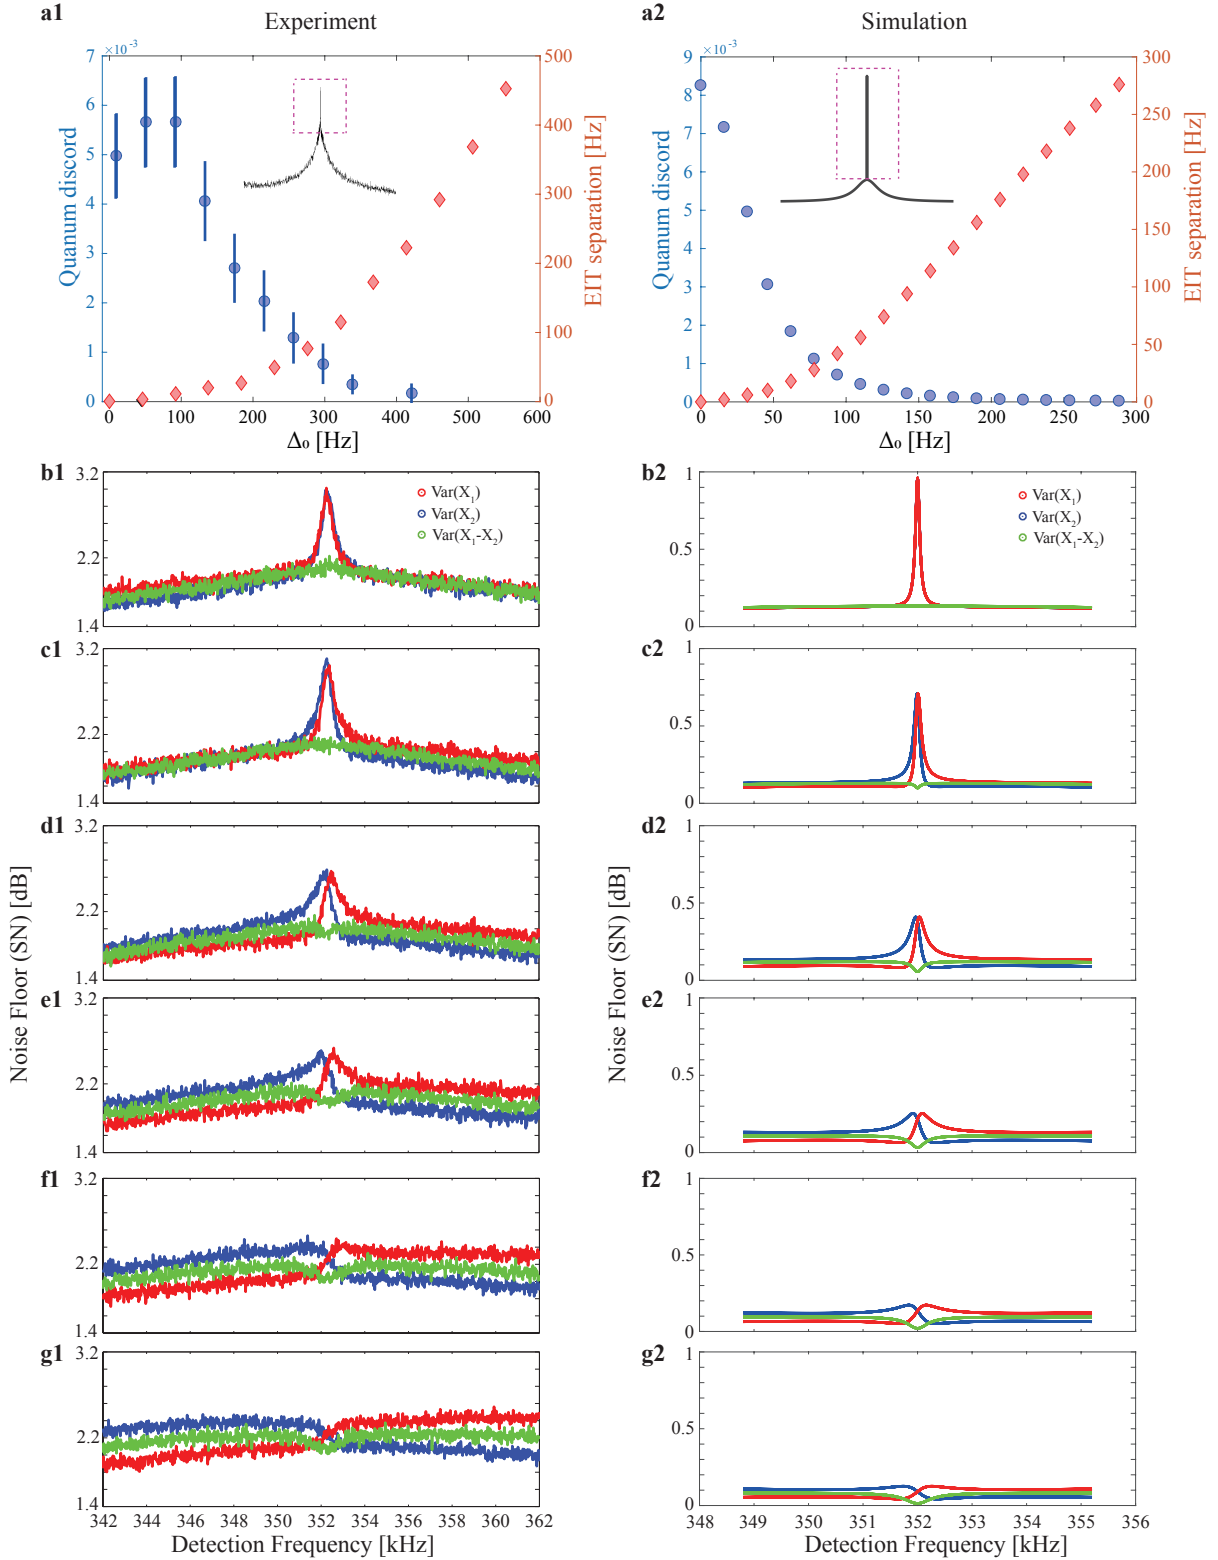 a1 Experiment
×10⁻³
7
6
5
4
3
2
1
0
Quanum discord
500
400
300
200
100
0
EIT separation [Hz]
0 100 200 300 400 500 600
Δ₀ [Hz]
a2 Simulation
×10⁻³
9
8
7
6
5
4
3
2
1
0
Quanum discord
300
250
200
150
100
50
0
EIT separation [Hz]
0 50 100 150 200 250 300
Δ₀ [Hz]
b1
3.2
2.2
1.4
Var(X₁)
Var(X₂)
Var(X₁-X₂)
b2
1
0.5
0
Var(X₁)
Var(X₂)
Var(X₁-X₂)
c1
3.2
2.2
1.4
c2
1
0.5
0
d1
3.2
2.2
1.4
d2
1
0.5
0
Noise Floor (SN) [dB]
Noise Floor (SN) [dB]
e1
3.2
2.2
1.4
e2
1
0.5
0
f1
3.2
2.2
1.4
f2
1
0.5
0
g1
3.2
2.2
1.4
342 344 346 348 350 352 354 356 358 360 362
Detection Frequency [kHz]
g2
1
0.5
0
348 349 350 351 352 353 354 355 356
Detection Frequency [kHz]